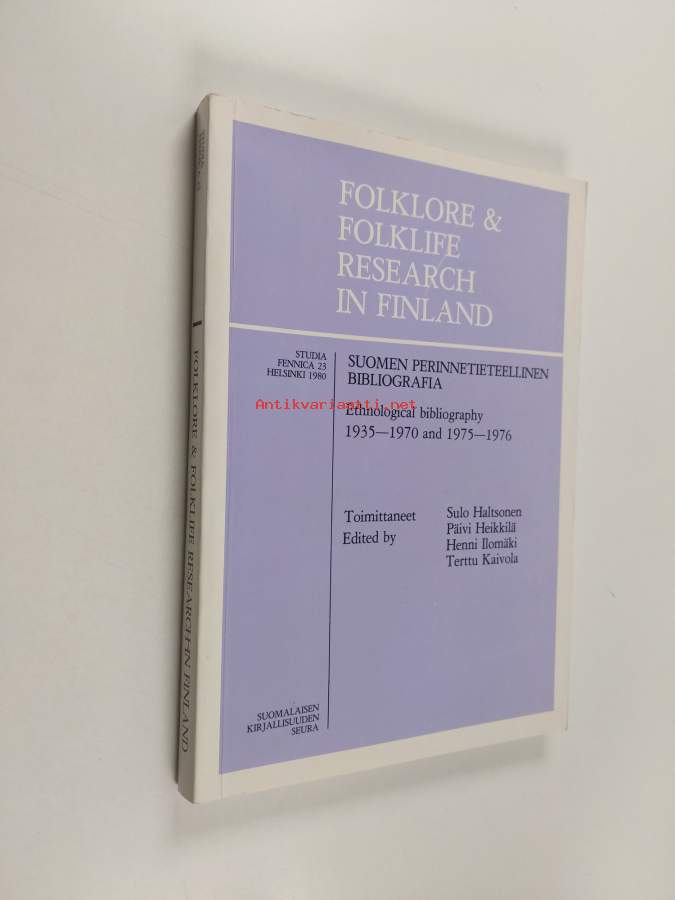 FOLKLORE &
FOLKLIFE
RESEARCH
IN FINLAND
STUDIA
FENNICA 23
HELSINKI 1980
SUOMEN PERINNETIETEELLINEN
BIBLIOGRAFIA
Antikvariaatti.net
Ethnological bibliography
1935—1970 and 1975—1976
Toimittaneet
Edited by
Sulo Haltsonen
Päivi Heikkilä
Henni Ilomäki
Terttu Kaivola
SUOMALAISEN
KIRJALLISUUDEN
SEURA
FOLKLORE & FOLKLIFE RESEARCH IN FINLAND